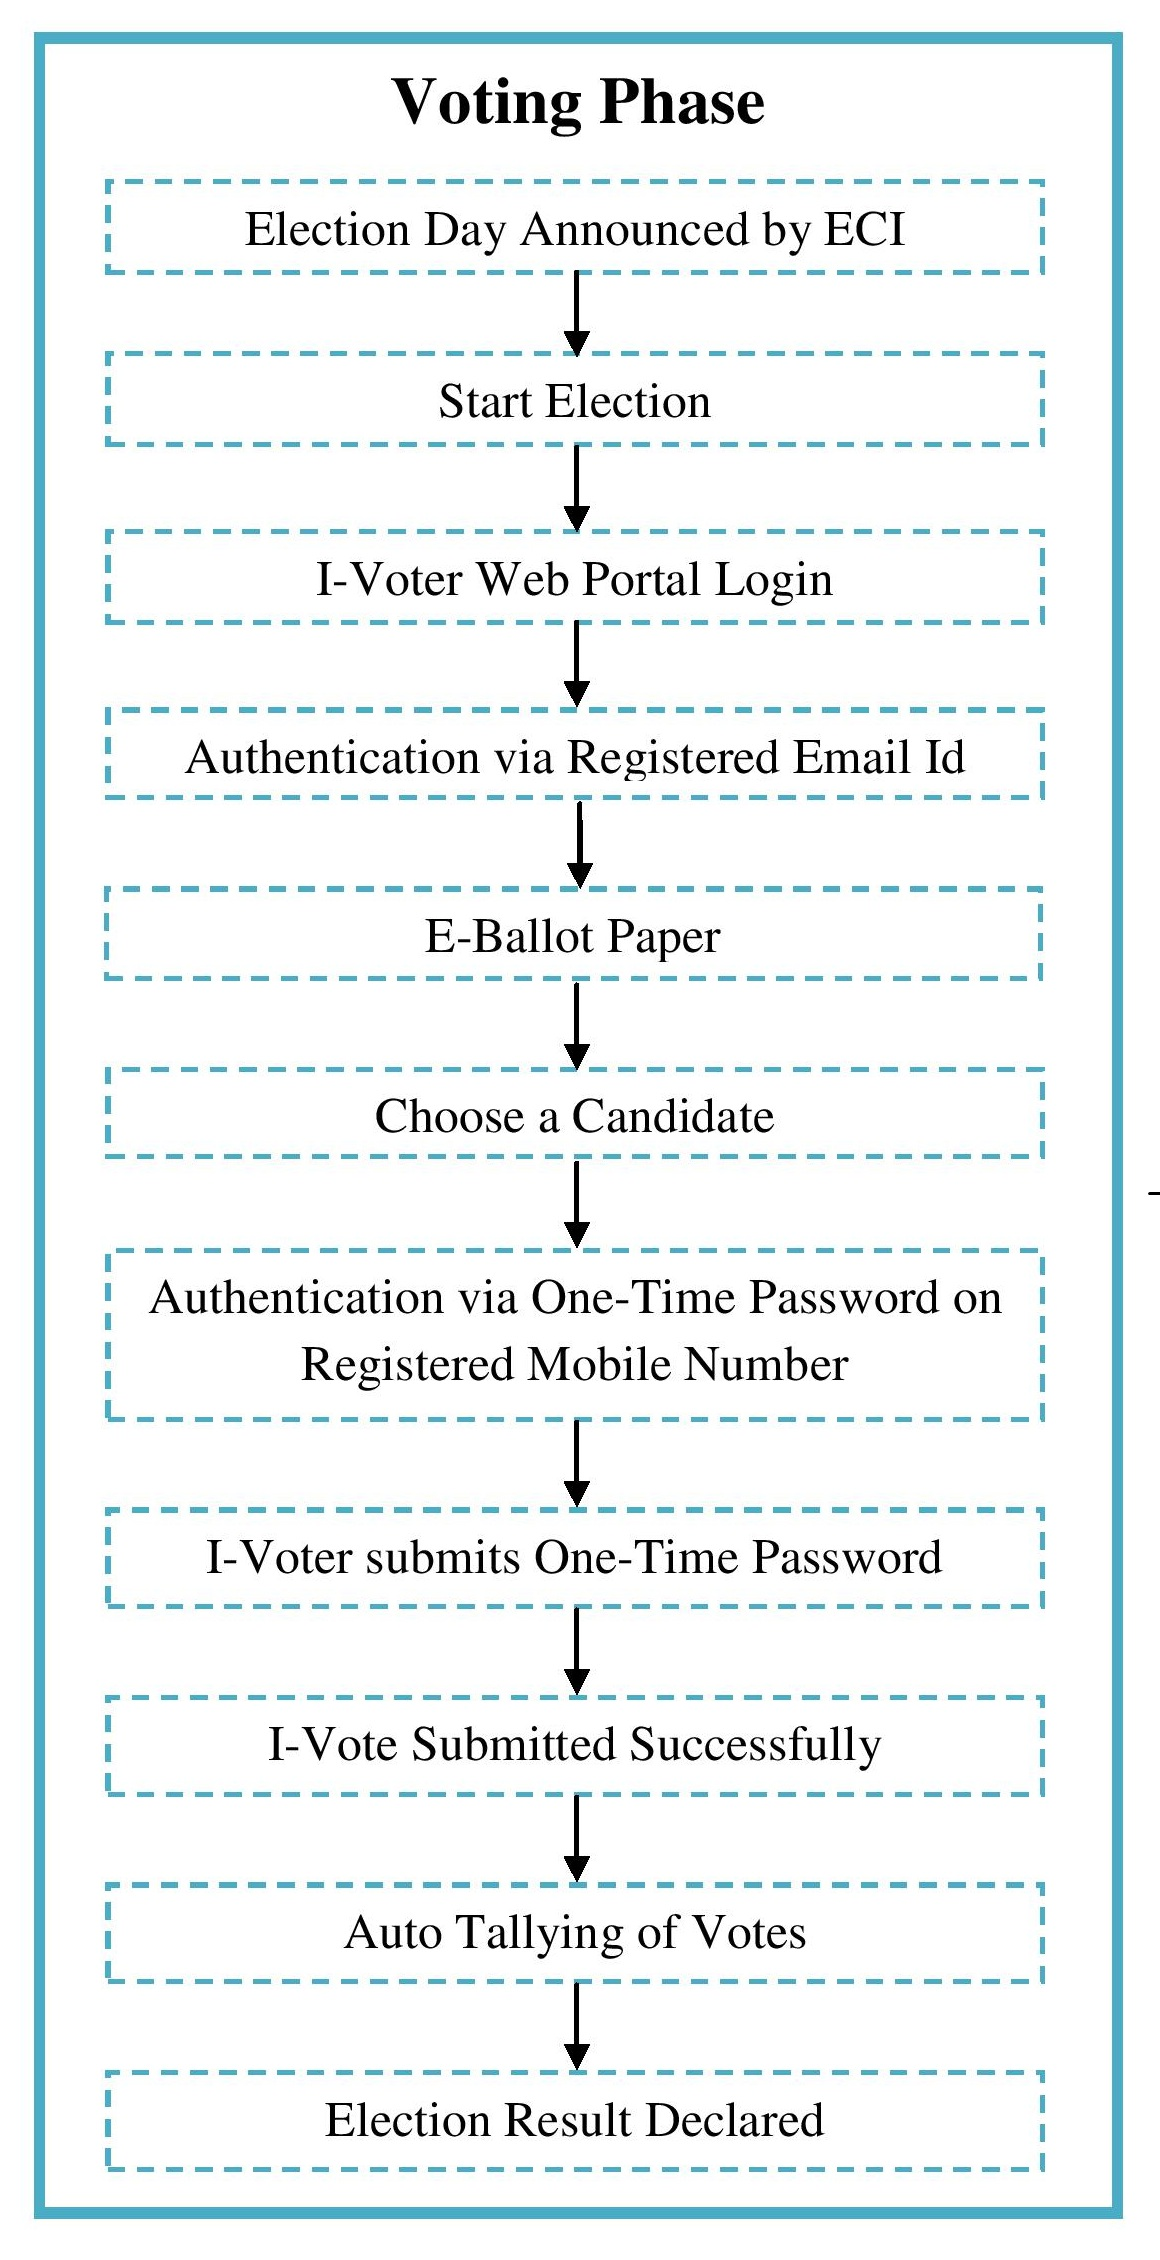 Voting Phase
Election Day Announced by ECI
Start Election
I-Voter Web Portal Login
Authentication via Registered Email Id
E-Ballot Paper
Choose a Candidate
Authentication via One-Time Password on
Registered Mobile Number
I-Voter submits One-Time Password
I-Vote Submitted Successfully
Auto Tallying of Votes
Election Result Declared